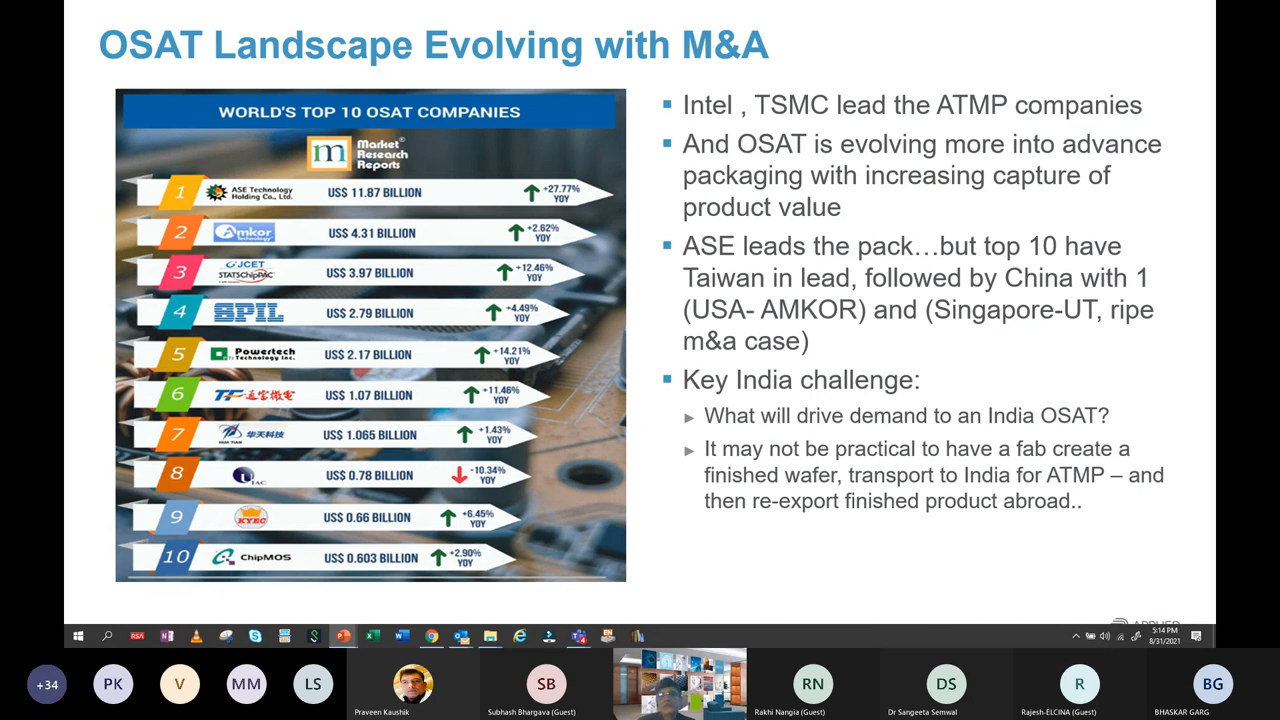 OSAT Landscape Evolving with M&A
WORLD'S TOP 10 OSAT COMPANIES
m
Market
Research
Reports
1
ASE Technology
Holding Co., Ltd.
US$ 11.87 BILLION
+27.77%
YOY
2
Amkor
Technology
US$ 4.31 BILLION
+2.62%
YOY
3
JCET
STATSChipPAC
US$ 3.97 BILLION
+12.46%
YOY
4
SPIL
US$ 2.79 BILLION
+4.49%
YOY
5
Powertech
Technology Inc.
US$ 2.17 BILLION
+14.21%
YOY
6
TF
US$ 1.07 BILLION
+11.46%
YOY
7
华天科技
HUA TIAN
US$ 1.065 BILLION
+1.43%
YOY
8
UTAC
US$ 0.78 BILLION
-10.34%
YOY
9
KYEC
US$ 0.66 BILLION
+6.45%
YOY
10
ChipMOS
US$ 0.603 BILLION
+2.90%
YOY
Intel , TSMC lead the ATMP companies
And OSAT is evolving more into advance
packaging with increasing capture of
product value
ASE leads the pack…but top 10 have
Taiwan in lead, followed by China with 1
(USA- AMKOR) and (Singapore-UT, ripe
m&a case)
Key India challenge:
What will drive demand to an India OSAT?
It may not be practical to have a fab create a
finished wafer, transport to India for ATMP – and
then re-export finished product abroad..
RSA
EN
5:14 PM
8/31/2021
+34
PK
V
MM
LS
Praveen Kaushik
SB
Subhash Bhargava (Guest)
RN
Rakhi Nangia (Guest)
DS
Dr Sangeeta Semwal
R
Rajesh-ELCINA (Guest)
BG
BHASKAR GARG